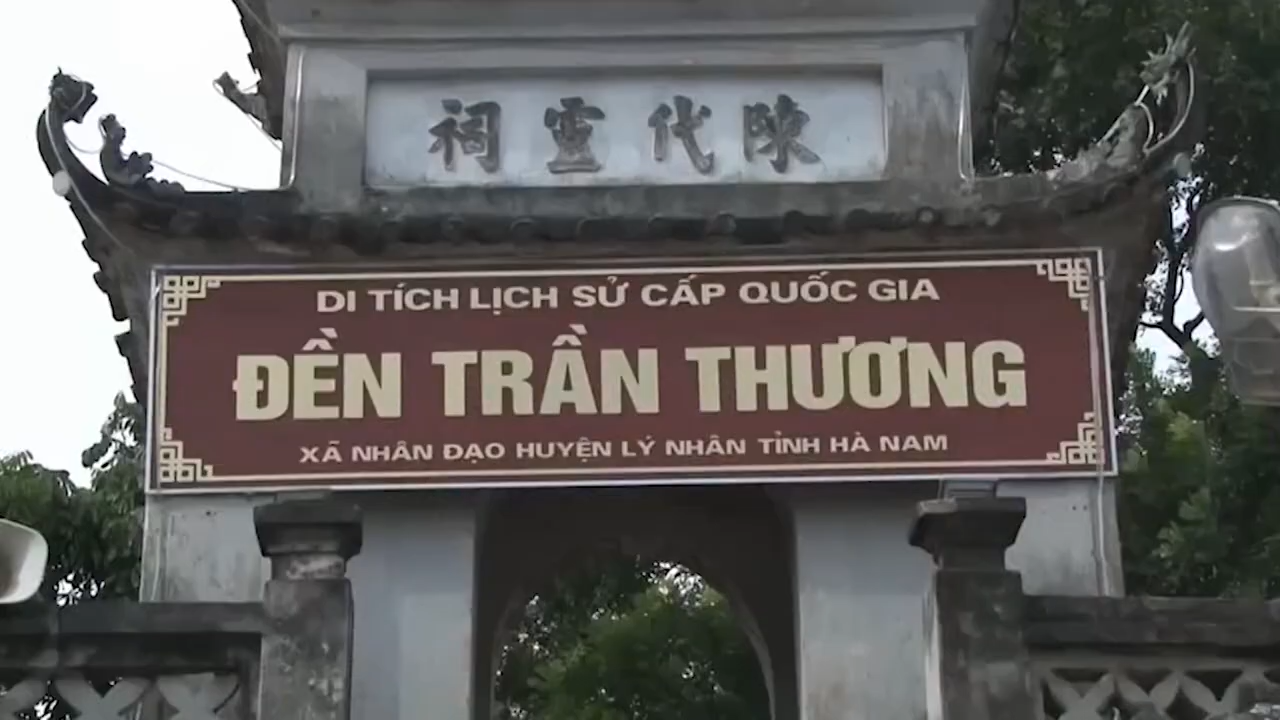 陳代靈祠
DI TÍCH LỊCH SỬ CẤP QUỐC GIA
ĐỀN TRẦN THƯƠNG
XÃ NHÂN ĐẠO HUYỆN LÝ NHÂN TỈNH HÀ NAM